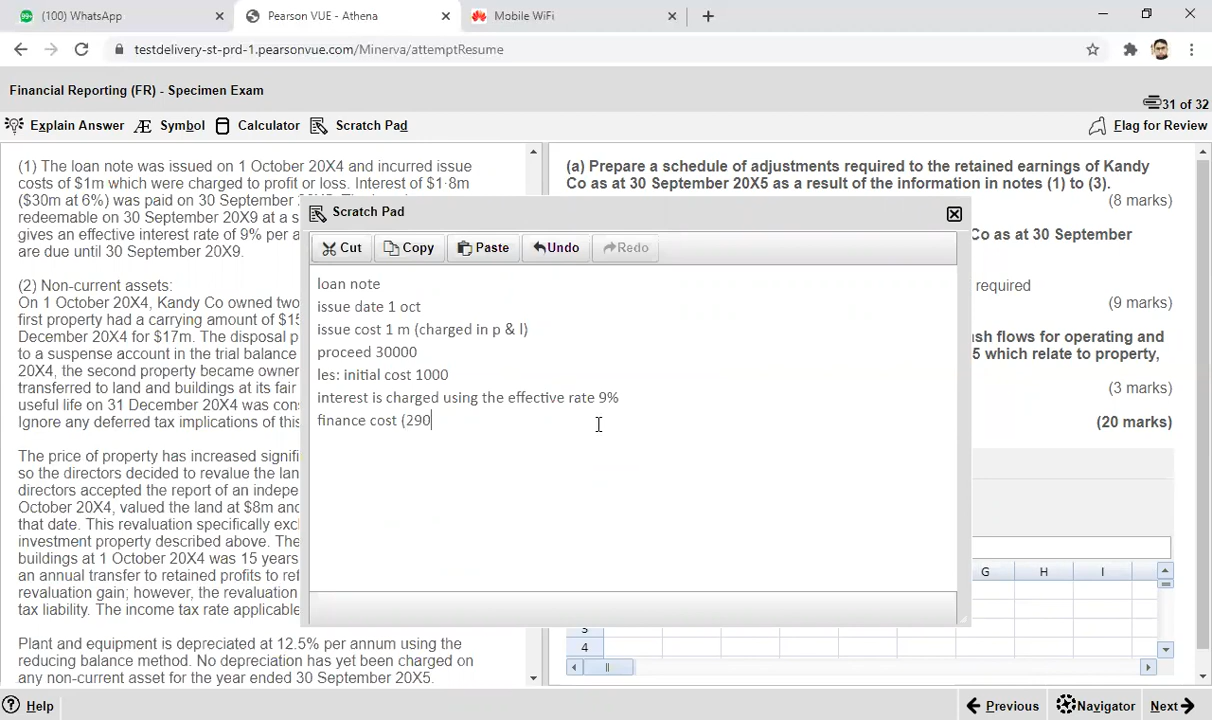 (100) WhatsApp
Pearson VUE - Athena
Mobile WiFi
testdelivery-st-prd-1.pearsonvue.com/Minerva/attemptResume
Financial Reporting (FR) - Specimen Exam
31 of 32
Explain Answer Æ Symbol Calculator Scratch Pad
Flag for Review
(1) The loan note was issued on 1 October 20X4 and incurred issue
costs of $1m which were charged to profit or loss. Interest of $1·8m
($30m at 6%) was paid on 30 September
redeemable on 30 September 20X9 at a
gives an effective interest rate of 9% per a
are due until 30 September 20X9.
(2) Non-current assets:
On 1 October 20X4, Kandy Co owned two
first property had a carrying amount of $15
December 20X4 for $17m. The disposal p
to a suspense account in the trial balance
20X4, the second property became owner
transferred to land and buildings at its fair
useful life on 31 December 20X4 was con
Ignore any deferred tax implications of this
The price of property has increased signifi
so the directors decided to revalue the lan
directors accepted the report of an indepe
October 20X4, valued the land at $8m and
that date. This revaluation specifically exc
investment property described above. The
buildings at 1 October 20X4 was 15 years
an annual transfer to retained profits to ref
revaluation gain; however, the revaluation
tax liability. The income tax rate applicable
Plant and equipment is depreciated at 12.5% per annum using the
reducing balance method. No depreciation has yet been charged on
any non-current asset for the year ended 30 September 20X5.
(a) Prepare a schedule of adjustments required to the retained earnings of Kandy
Co as at 30 September 20X5 as a result of the information in notes (1) to (3).
(8 marks)
Co as at 30 September
required
(9 marks)
sh flows for operating and
5 which relate to property,
(3 marks)
(20 marks)
G H I
3
4
Scratch Pad
Cut Copy Paste Undo Redo
loan note
issue date 1 oct
issue cost 1 m (charged in p & l)
proceed 30000
les: initial cost 1000
interest is charged using the effective rate 9%
finance cost (290
Help
Previous Navigator Next